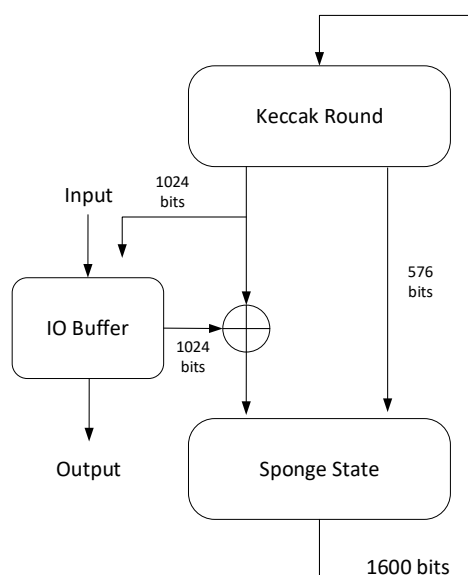 Keccak Round
1024
bits
Input
576
bits
IO Buffer
1024
bits
Output
Sponge State
1600 bits